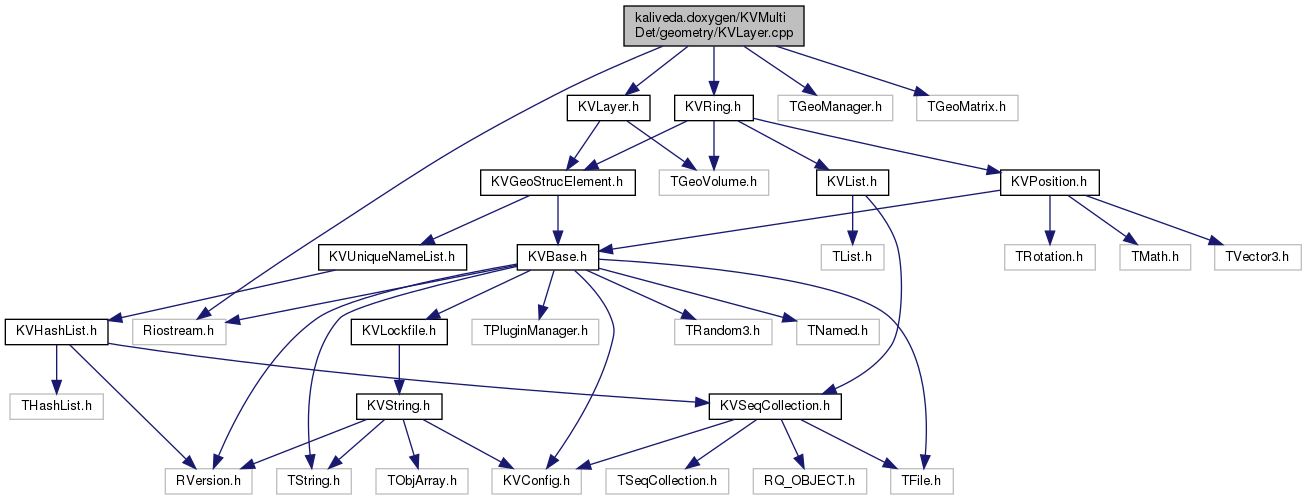 kaliveda.doxygen/KVMulti
Det/geometry/KVLayer.cpp
KVLayer.h
KVRing.h
TGeoManager.h
TGeoMatrix.h
KVGeoStrucElement.h
TGeoVolume.h
KVList.h
KVPosition.h
KVUniqueNameList.h
KVBase.h
TList.h
TRotation.h
TMath.h
TVector3.h
KVHashList.h
Riostream.h
KVLockfile.h
TPluginManager.h
TRandom3.h
TNamed.h
THashList.h
KVString.h
KVSeqCollection.h
RVersion.h
TString.h
TObjArray.h
KVConfig.h
TSeqCollection.h
RQ_OBJECT.h
TFile.h